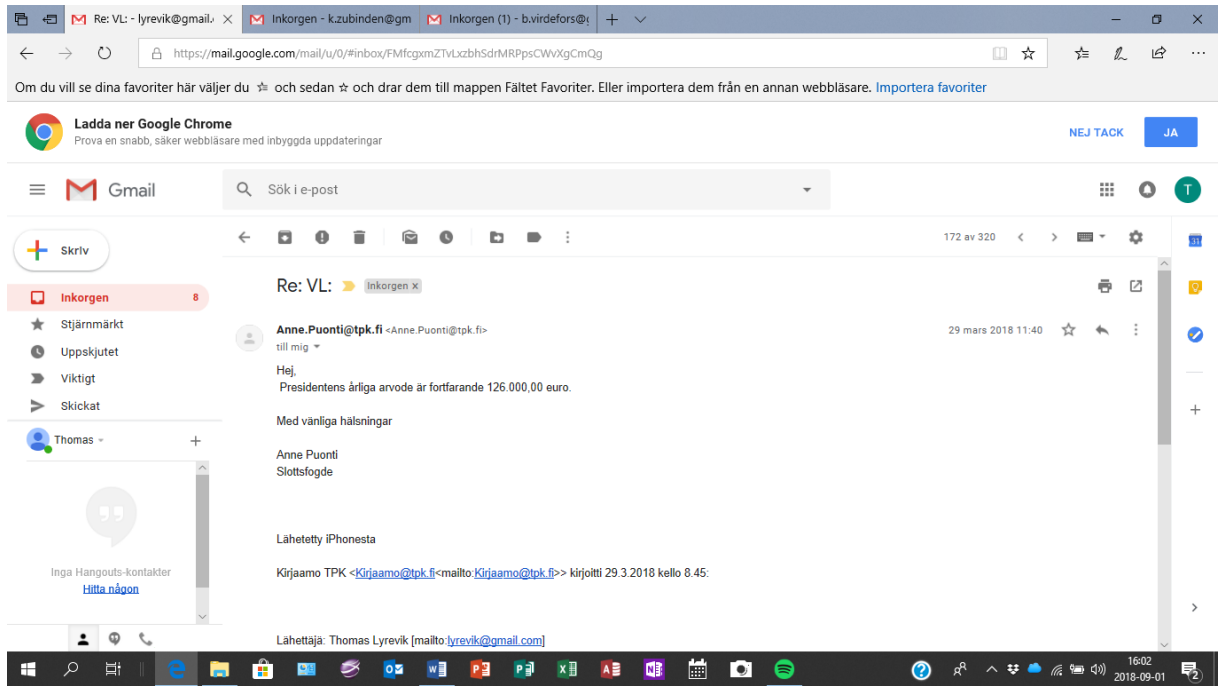 Re: VL: - lyrevik@gmail.
Inkorgen - k.zubinden@gm
Inkorgen (1) - b.virdefors@
https://mail.google.com/mail/u/0/#inbox/FMfcgxmZTvLxzbhSdrMRPpsCWvXgCmQg
Om du vill se dina favoriter här väljer du och sedan och drar dem till mappen Fältet Favoriter. Eller importera dem från en annan webbläsare. Importera favoriter
Ladda ner Google Chrome
Prova en snabb, säker webbläsare med inbyggda uppdateringar
NEJ TACK
JA
Gmail
Sök i e-post
T
Skriv
172 av 320
31
Re: VL:
Inkorgen x
Inkorgen 8
Stjärnmärkt
Uppskjutet
Viktigt
Skickat
Thomas
Inga Hangouts-kontakter
Hitta någon
Anne.Puonti@tpk.fi <Anne.Puonti@tpk.fi>
29 mars 2018 11:40
till mig
Hej,
Presidentens årliga arvode är fortfarande 126.000,00 euro.
Med vänliga hälsningar
Anne Puonti
Slottsfogde
Lähetetty iPhonesta
Kirjaamo TPK <Kirjaamo@tpk.fi<mailto:Kirjaamo@tpk.fi>> kirjoitti 29.3.2018 kello 8.45:
Lähettäjä: Thomas Lyrevik [mailto:lyrevik@gmail.com]
16:02
2018-09-01
2